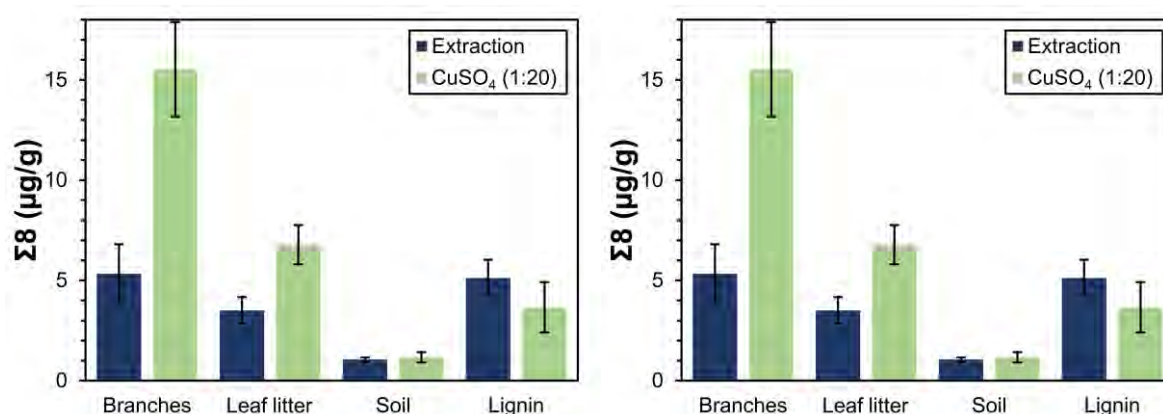 Σ8 (µg/g)
15
10
5
0
Extraction
CuSO₄ (1:20)
Branches Leaf litter Soil Lignin
Σ8 (µg/g)
15
10
5
0
Extraction
CuSO₄ (1:20)
Branches Leaf litter Soil Lignin